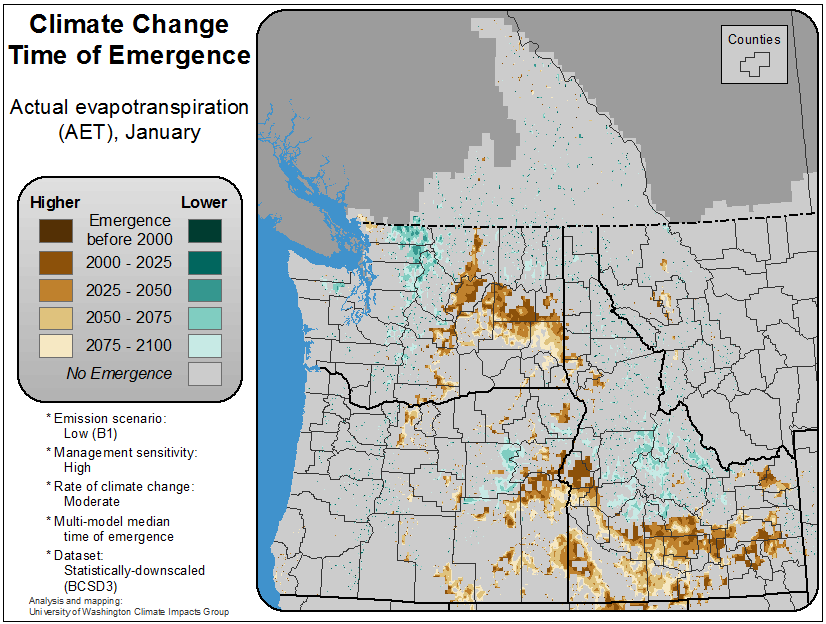 Climate Change
Time of Emergence
Actual evapotranspiration
(AET), January
Higher
Lower
Emergence
before 2000
2000 - 2025
2025 - 2050
2050 - 2075
2075 - 2100
No Emergence
* Emission scenario:
Low (B1)
* Management sensitivity:
High
* Rate of climate change:
Moderate
* Multi-model median
time of emergence
* Dataset:
Statistically-downscaled
(BCSD3)
Analysis and mapping:
University of Washington Climate Impacts Group
Counties